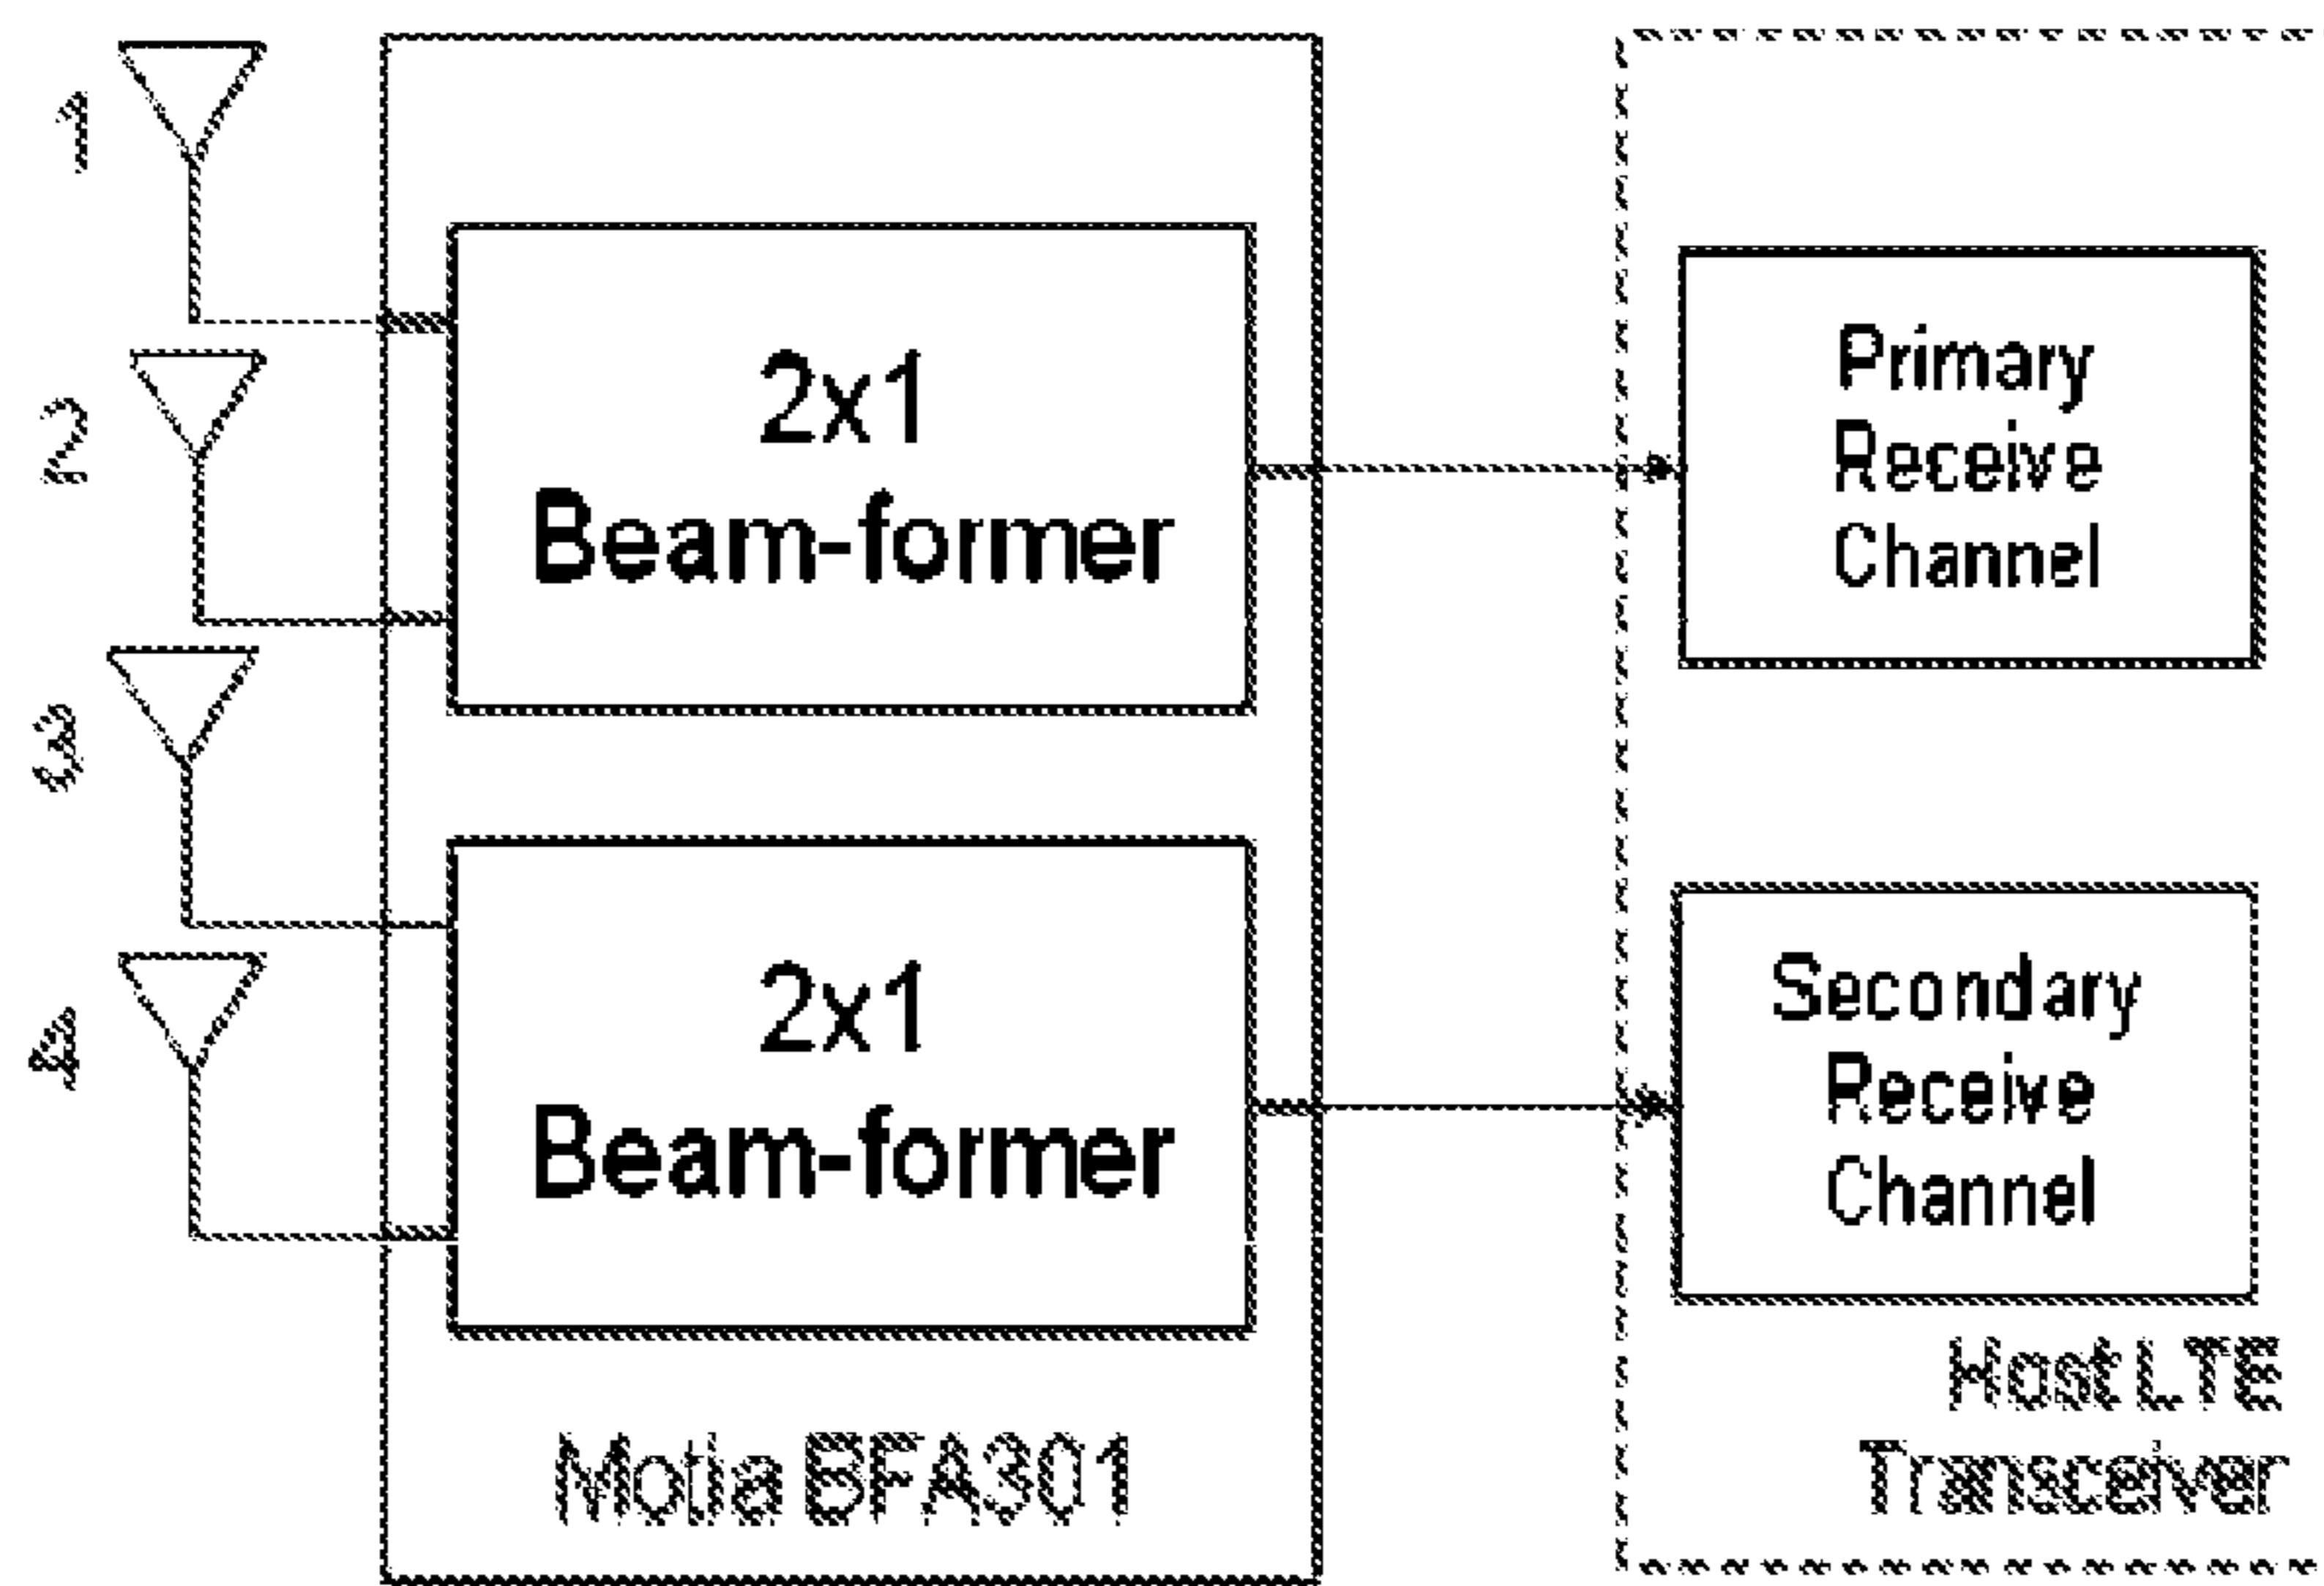 1
2x1
Beam-former
Primary
Receive
Channel
2
3
2x1
Beam-former
Secondary
Receive
Channel
4
Host LTE
Transceiver
Motia BFA301